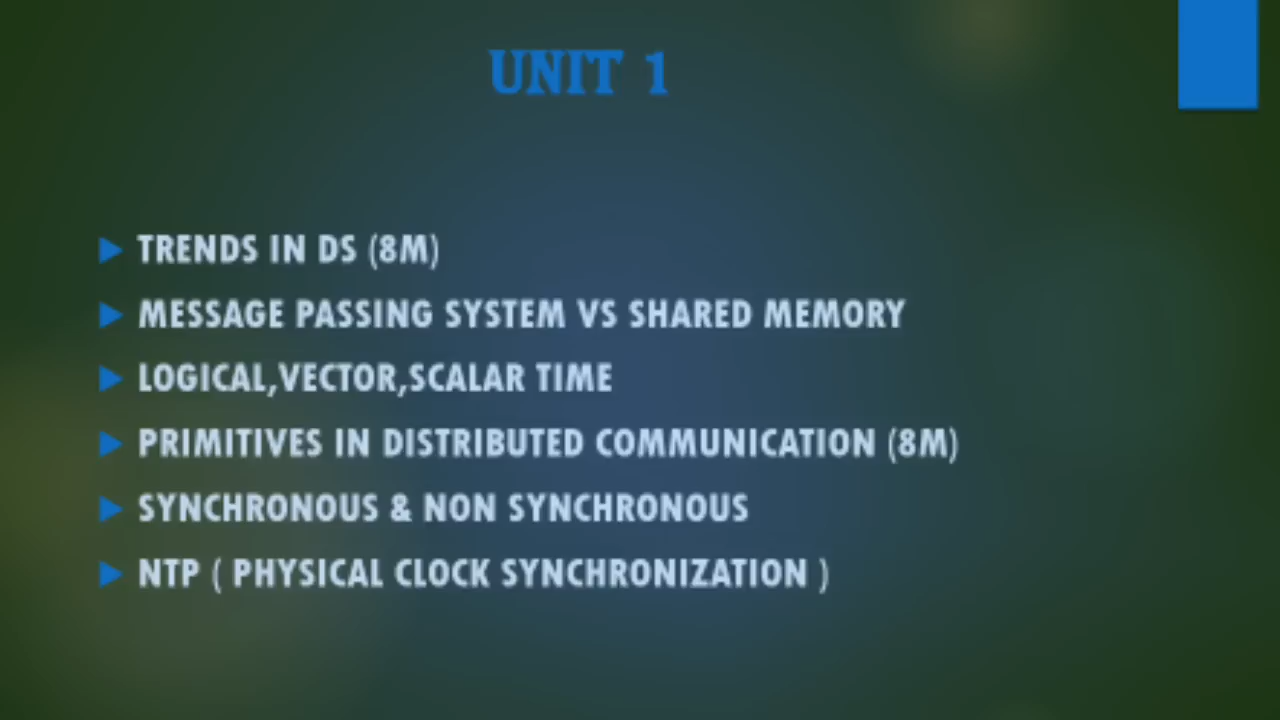 UNIT 1
TRENDS IN DS (8M)
MESSAGE PASSING SYSTEM VS SHARED MEMORY
LOGICAL,VECTOR,SCALAR TIME
PRIMITIVES IN DISTRIBUTED COMMUNICATION (8M)
SYNCHRONOUS & NON SYNCHRONOUS
NTP ( PHYSICAL CLOCK SYNCHRONIZATION )